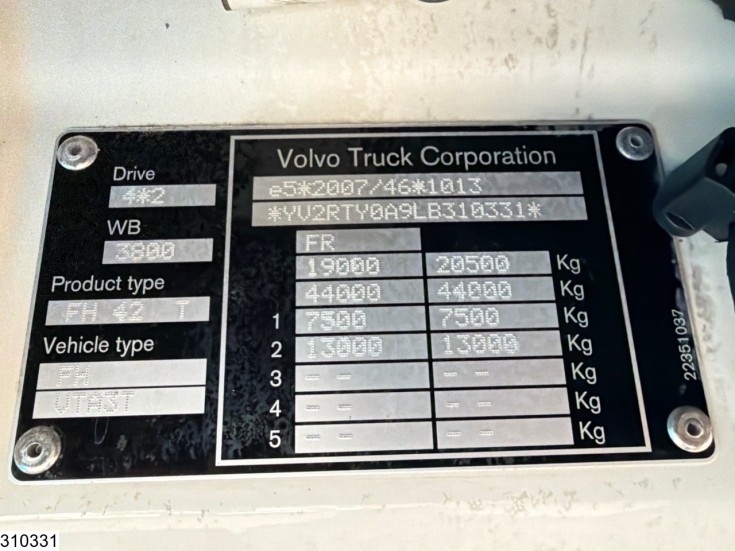 Volvo Truck Corporation
Drive
4*2
WB
3800
Product type
FH 42 T
Vehicle type
FH
VTA3T
e5*2007/46*1013
*YV2RTY0A9LB310331*
FR
19000 20500 Kg
44000 44000 Kg
1 7500 7500 Kg
2 13000 13000 Kg
3 -- -- Kg
4 -- -- Kg
5 -- -- Kg
22351037
310331